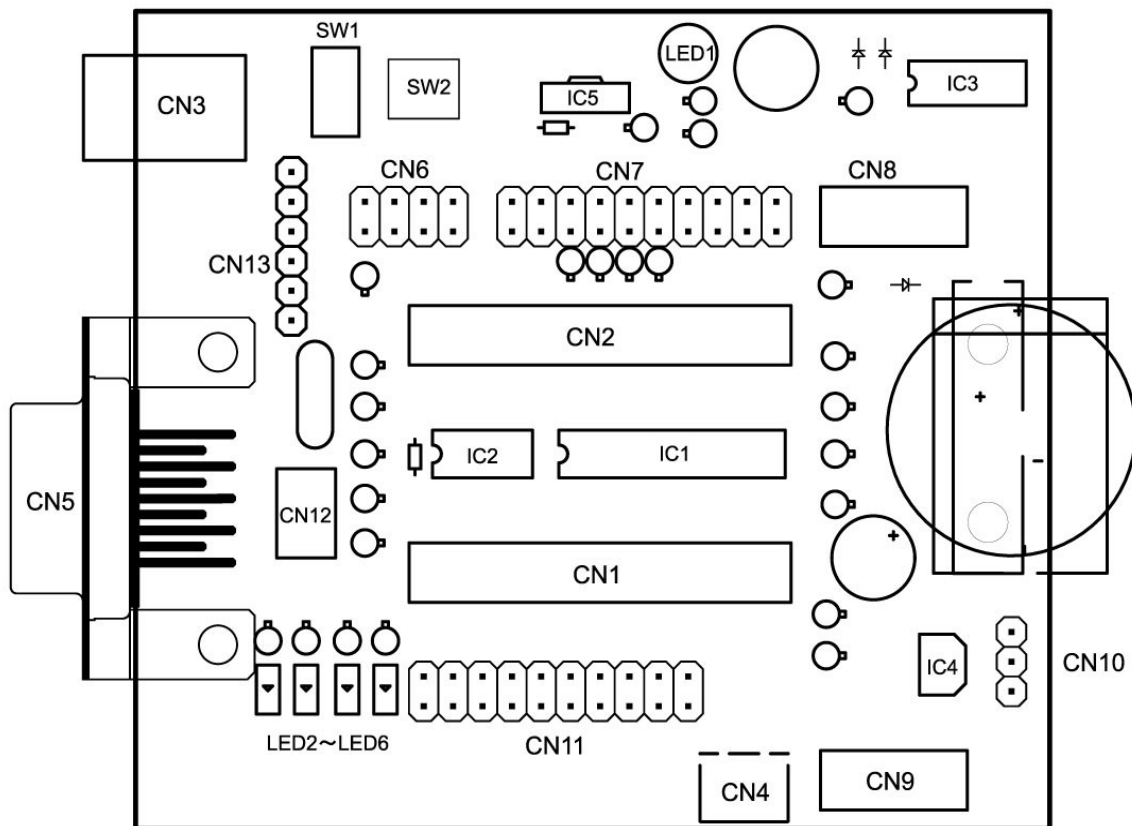 SW1
LED1
CN3
SW2
IC5
IC3
CN6
CN7
CN8
CN13
CN2
+
+
IC2
IC1
-
CN5
CN12
+
CN1
IC4
CN10
LED2～LED6
CN11
CN4
CN9